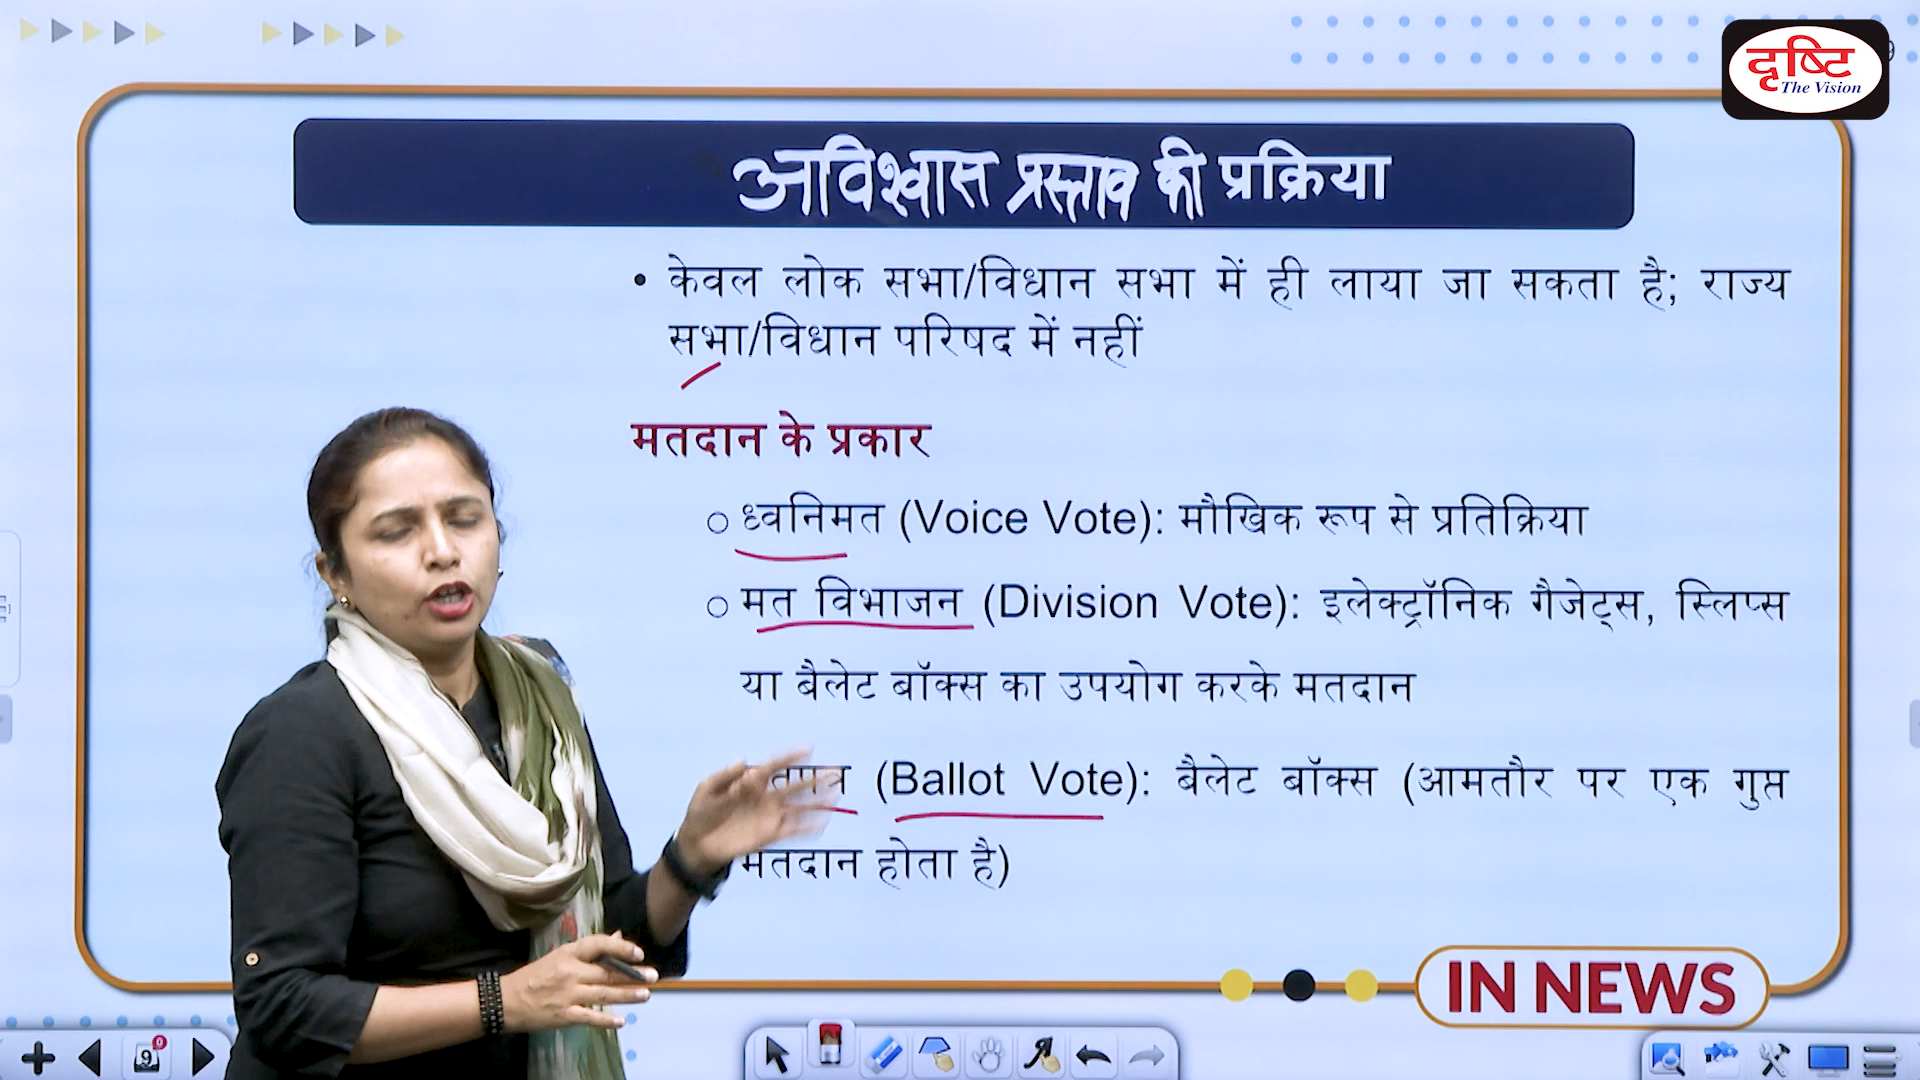 दृष्टि
The Vision
अविश्वास प्रस्ताव की प्रक्रिया
• केवल लोक सभा/विधान सभा में ही लाया जा सकता है; राज्य
सभा/विधान परिषद में नहीं
मतदान के प्रकार
○ ध्वनिमत (Voice Vote): मौखिक रूप से प्रतिक्रिया
○ मत विभाजन (Division Vote): इलेक्ट्रॉनिक गैजेट्स, स्लिप्स
या बैलेट बॉक्स का उपयोग करके मतदान
(Ballot Vote): बैलेट बॉक्स (आमतौर पर एक गुप्त
मतदान होता है)
IN NEWS
9